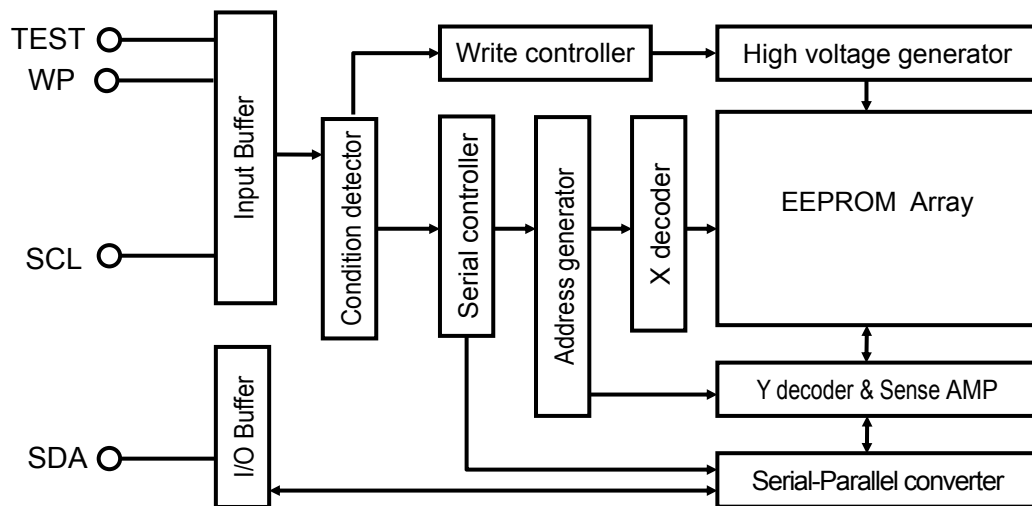 TEST
WP
SCL
SDA
Input Buffer
I/O Buffer
Condition detector
Write controller
High voltage generator
Serial controller
Address generator
X decoder
EEPROM Array
Y decoder & Sense AMP
Serial-Parallel converter